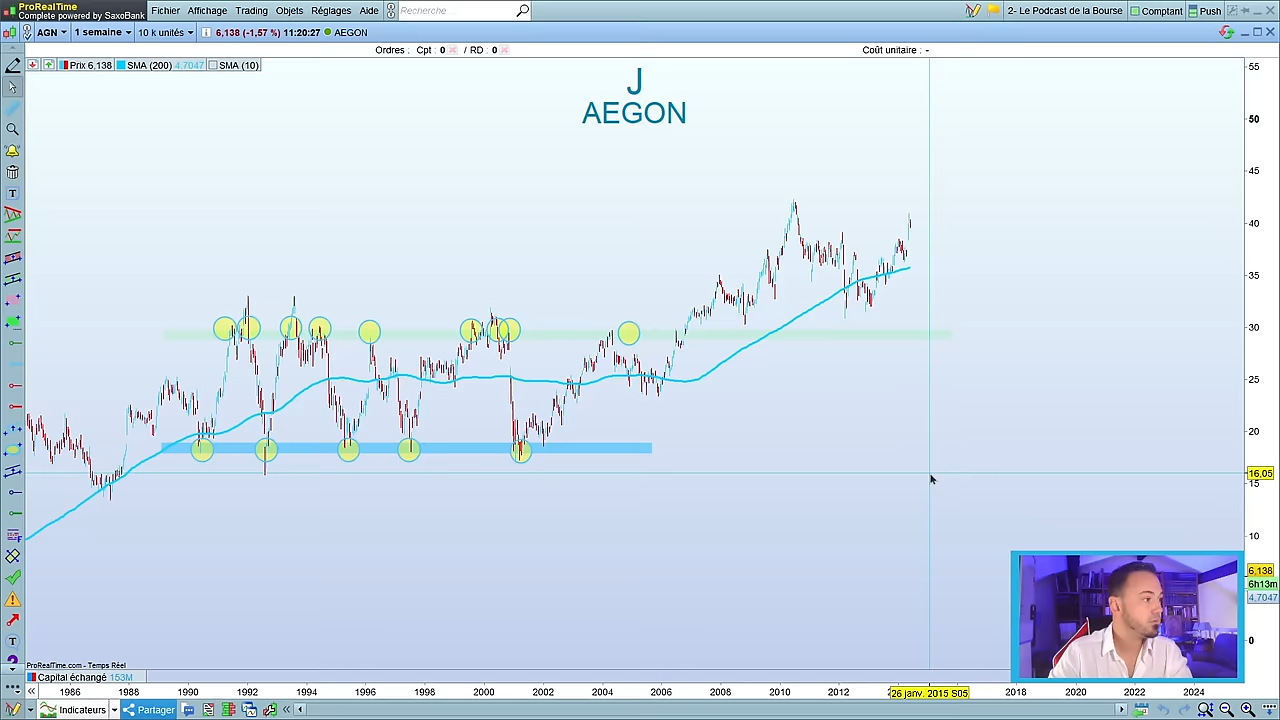 ProRealTime
Complete powered by SaxoBank
Fichier Affichage Trading Objets Réglages Aide Recherche 2- Le Podcast de la Bourse Comptant Push
AGN 1 semaine 10 k unités 6,138 (-1,57 %) 11:20:27 AEGON
Ordres : Cpt : 0 / RD : 0 Coût unitaire : -
Prix 6,138 SMA (200) 4.7047 SMA (10)
J
AEGON
55
50
45
40
35
30
25
20
16,05
15
10
6,138
6h13m
4.7047
0
ProRealTime.com - Temps Réel
Capital échangé 153M
1986 1988 1990 1992 1994 1996 1998 2000 2002 2004 2006 2008 2010 2012 26 janv. 2015 S05 2018 2020 2022 2024
Indicateurs Partager